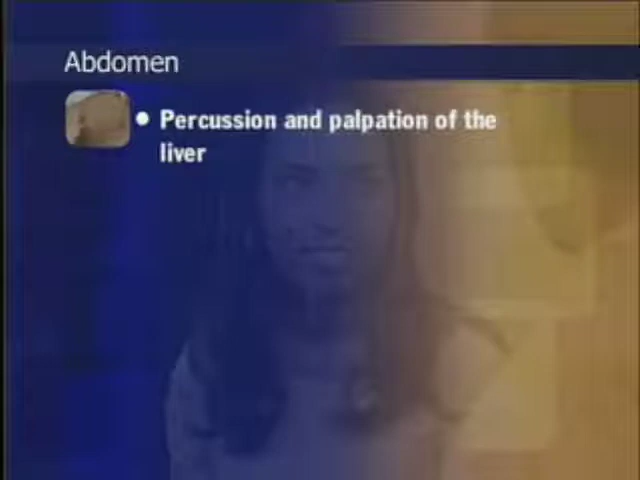 Abdomen
• Percussion and palpation of the
liver